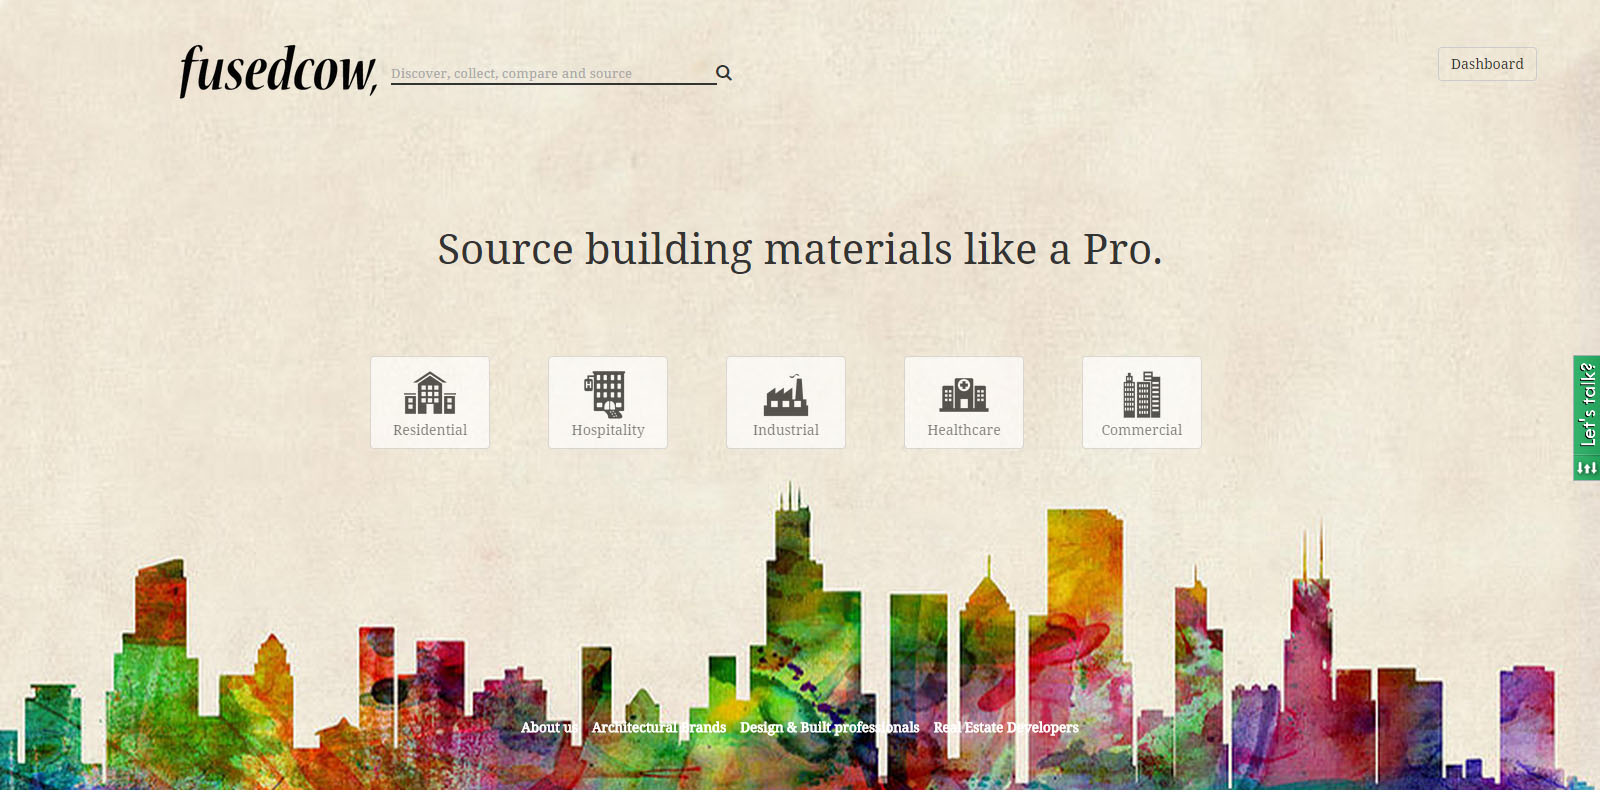 fusedcow,
Discover, collect, compare and source
Dashboard
Source building materials like a Pro.
Residential
Hospitality
Industrial
Healthcare
Commercial
Let's talk?
About us Architectural Brands Design & Built professionals Real Estate Developers